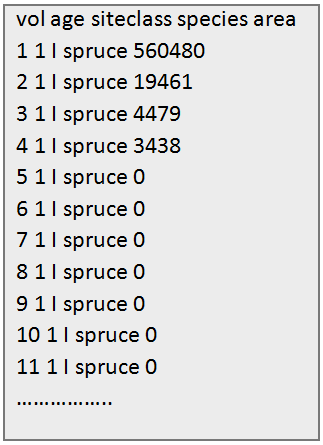 vol age siteclass species area
1 1 I spruce 560480
2 1 I spruce 19461
3 1 I spruce 4479
4 1 I spruce 3438
5 1 I spruce 0
6 1 I spruce 0
7 1 I spruce 0
8 1 I spruce 0
9 1 I spruce 0
10 1 I spruce 0
11 1 I spruce 0
……………..